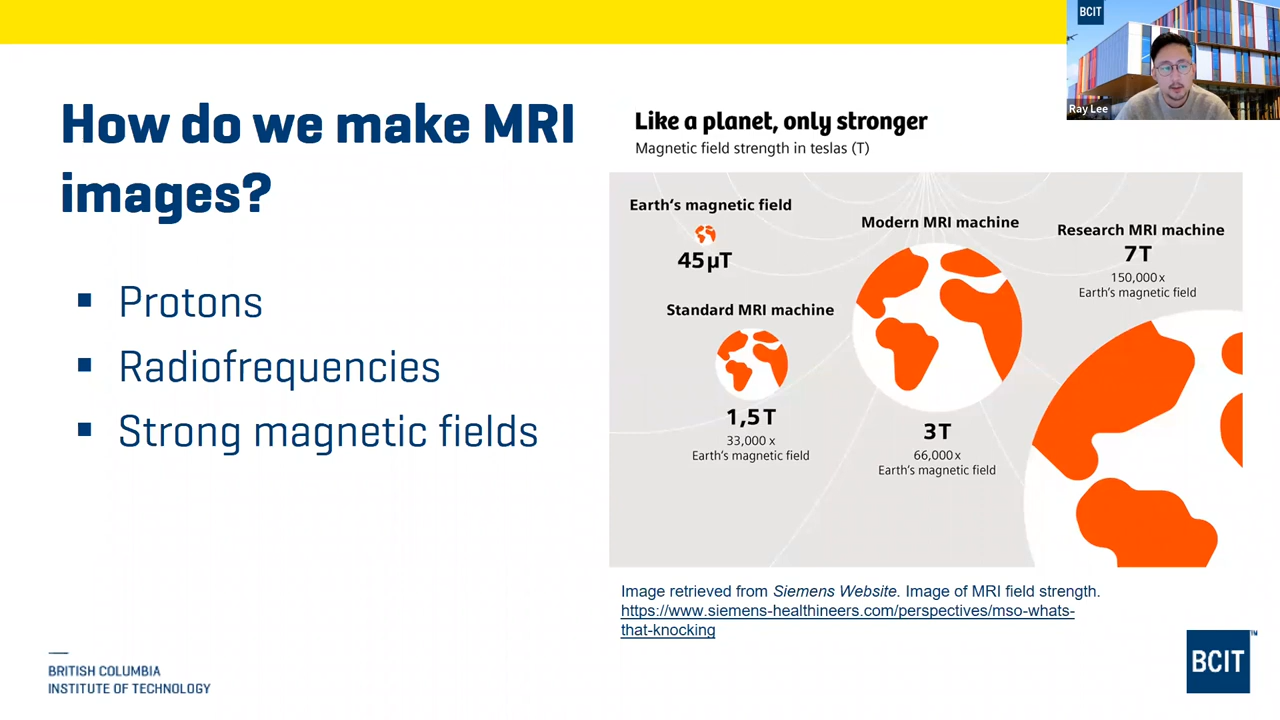 BCIT
Ray Lee
How do we make MRI
images?
▪ Protons
▪ Radiofrequencies
▪ Strong magnetic fields
Like a planet, only stronger
Magnetic field strength in teslas (T)
Earth's magnetic field
45µT
Standard MRI machine
1,5T
33,000 x
Earth's magnetic field
Modern MRI machine
3T
66,000x
Earth's magnetic field
Research MRI machine
7T
150,000x
Earth's magnetic field
Image retrieved from Siemens Website. Image of MRI field strength.
https://www.siemens-healthineers.com/perspectives/mso-whats-
that-knocking
BRITISH COLUMBIA
INSTITUTE OF TECHNOLOGY
BCIT™